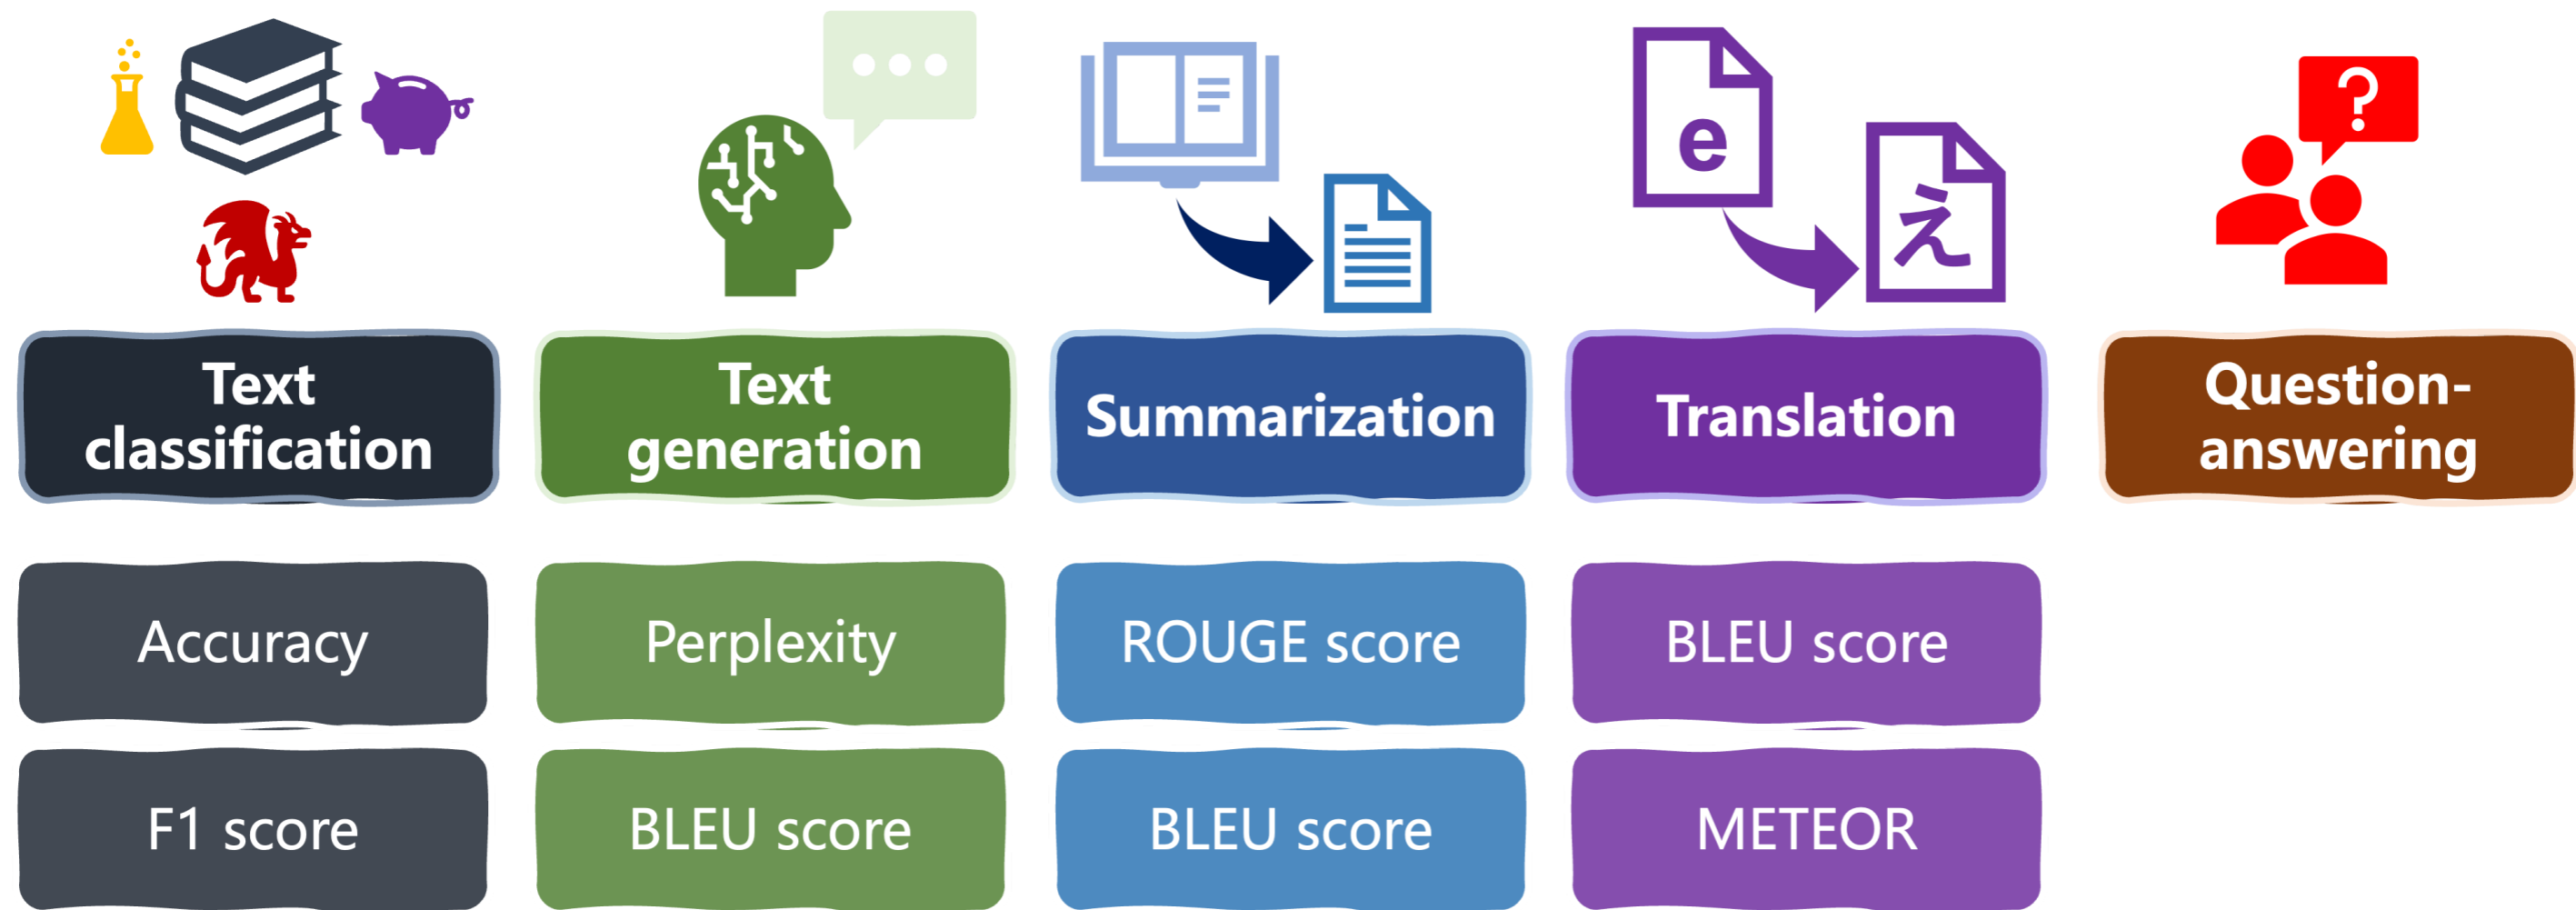 ?
e
え
Text
classification
Text
generation
Summarization
Translation
Question-
answering
Accuracy
Perplexity
ROUGE score
BLEU score
F1 score
BLEU score
BLEU score
METEOR